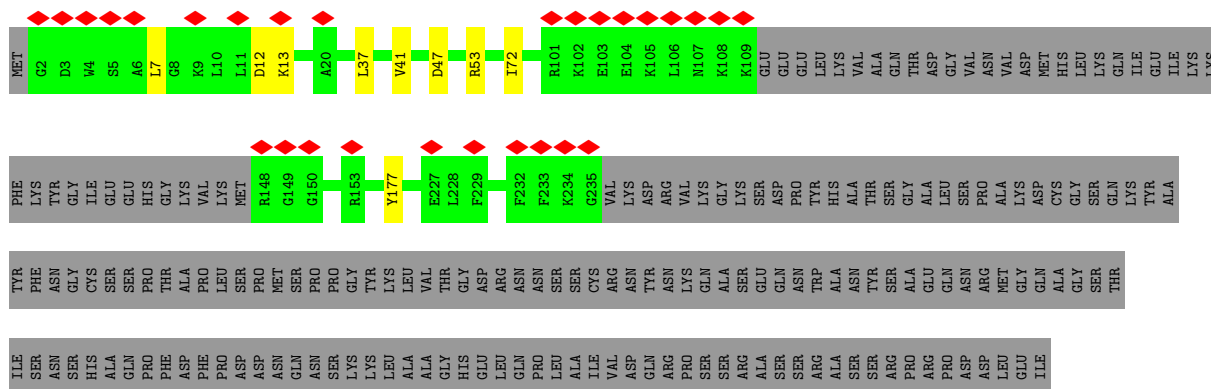 MET G2 D3 W4 S5 A6 L7 G8 K9 L10 L11 D12 K13 A20 L37 V41 D47 R53 I72 R101 K102 E103 E104 K105 L106 N107 K108 K109 GLU GLU GLU LEU LYS VAL ALA GLN THR ASP GLY VAL ASN VAL ASP MET HIS LEU LYS GLN ILE GLU ILE LYS LYS
PHE LYS TYR GLY ILE GLU GLU HIS GLY LYS VAL LYS MET R148 G149 G150 R153 Y177 E227 L228 F229 F232 F233 K234 G235 VAL LYS ASP ARG VAL LYS GLY LYS SER ASP PRO TYR HIS ALA THR SER GLY ALA LEU SER PRO ALA LYS ASP CYS GLY SER GLN LYS TYR ALA
TYR PHE ASN GLY CYS SER SER PRO THR ALA PRO LEU SER PRO MET SER PRO PRO GLY TYR LYS LEU VAL THR GLY ASP ARG ASN ASN SER SER CYS ARG ASN TYR ASN LYS GLN ALA SER GLU GLN ASN TRP ALA ASN TYR SER ALA GLU GLN ASN ARG MET GLY GLN ALA GLY SER THR
ILE SER ASN SER HIS ALA GLN PRO PHE ASP PHE PRO ASP ASP ASN GLN ASN SER LYS LYS LEU ALA ALA GLY HIS GLU LEU GLN PRO LEU ALA ILE VAL ASP GLN ARG PRO SER SER ARG ALA SER SER ARG ALA SER SER ARG PRO ARG PRO ASP ASP LEU GLU ILE